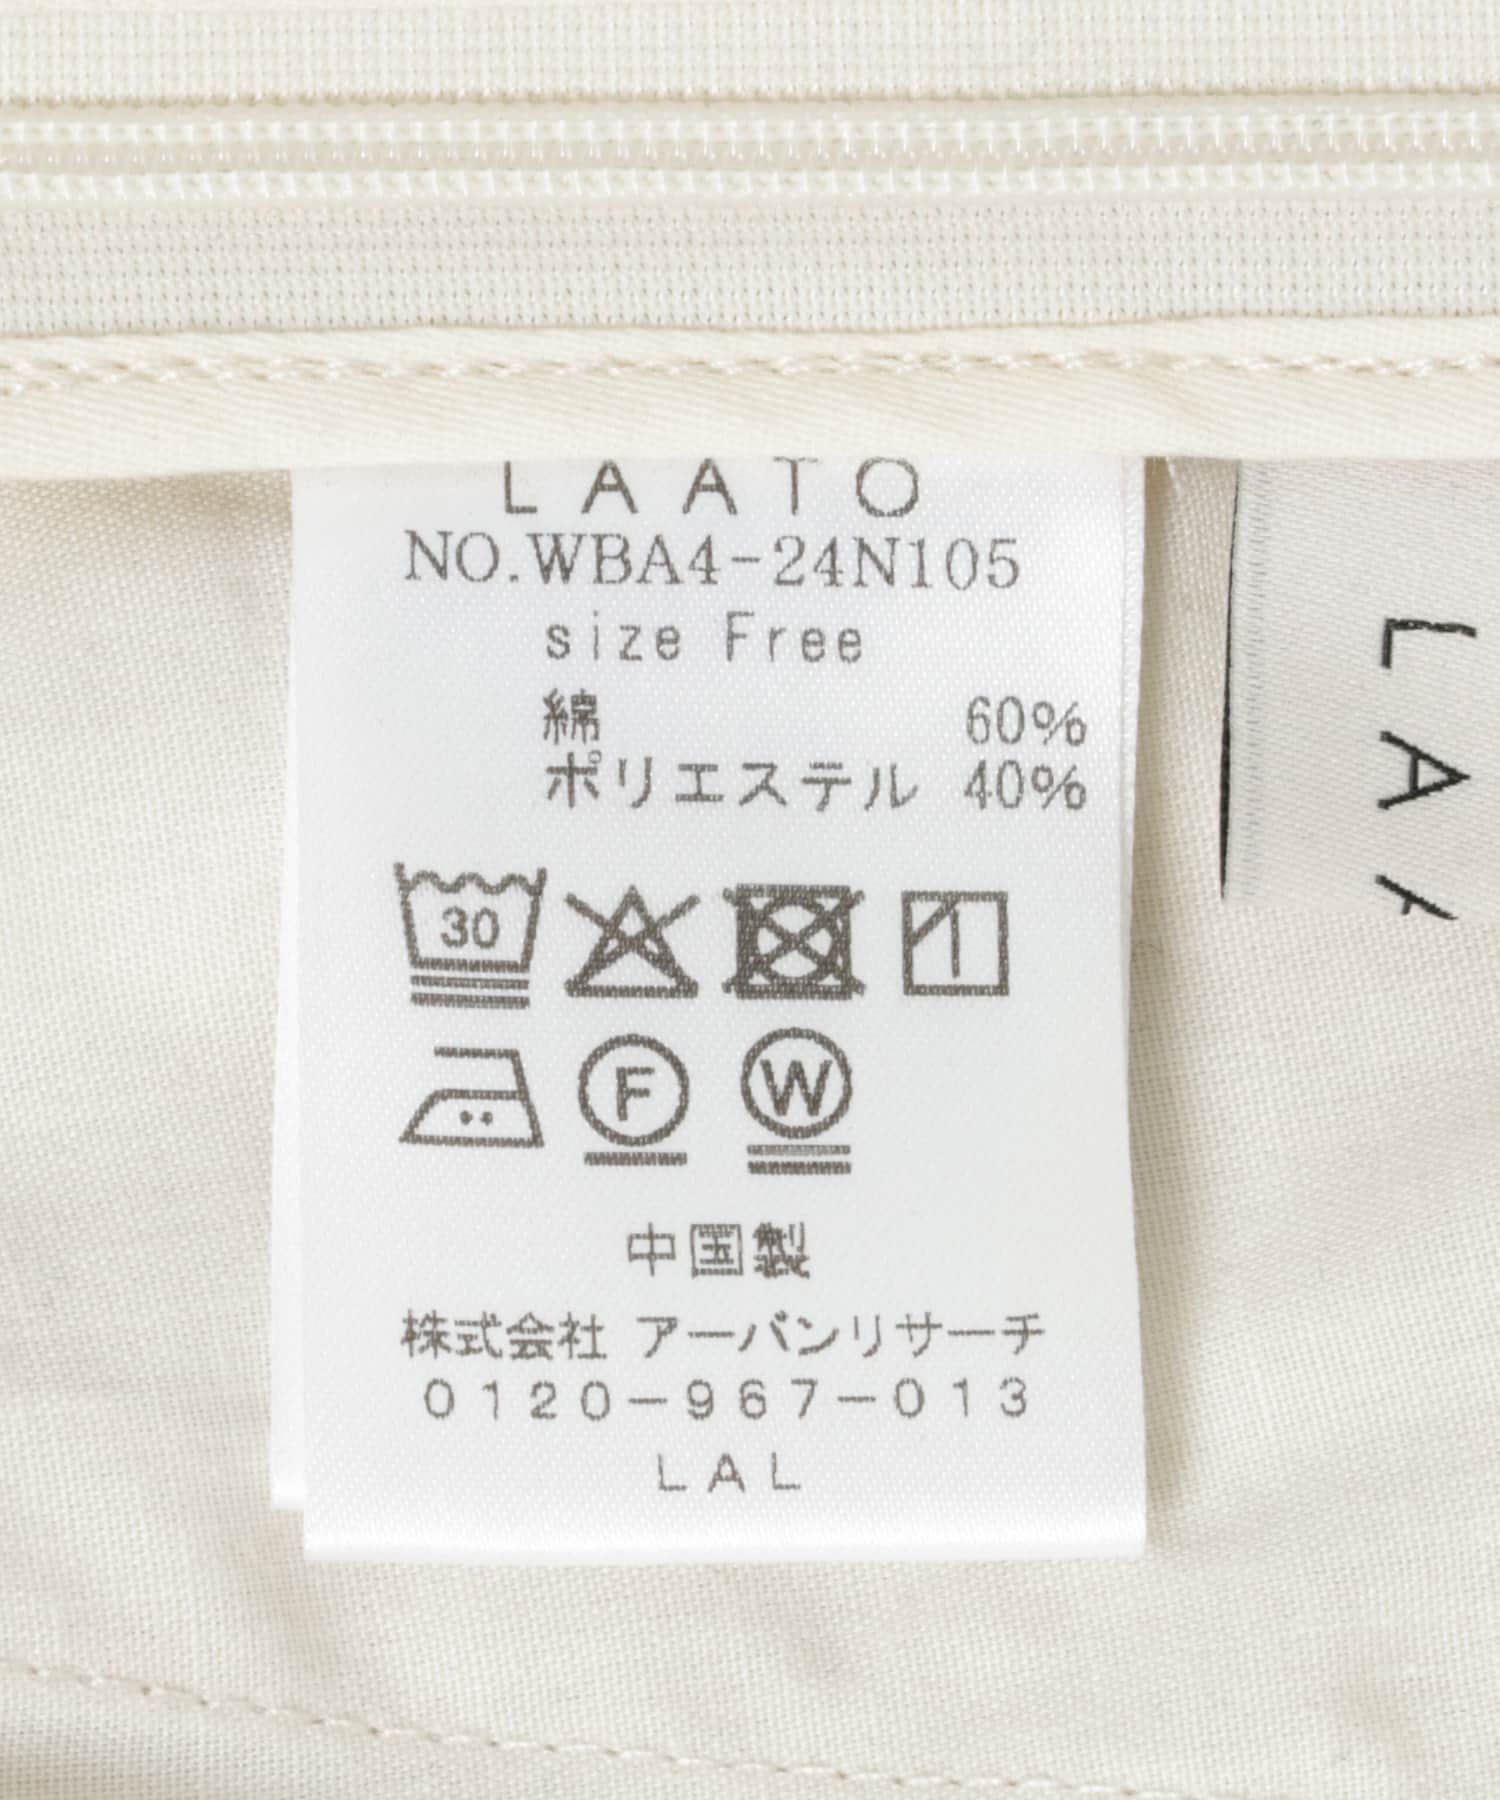 LAATO
NO.WBA4-24N105
size Free
綿 60%
ポリエステル 40%
30
F
W
中国製
株式会社 アーバンリサーチ
0120-967-013
LAL
L A